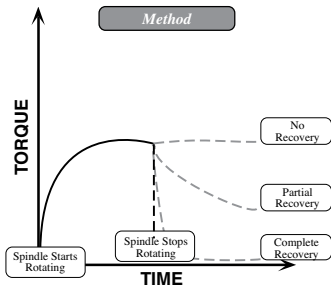 Method
TORQUE
No
Recovery
Partial
Recovery
Spindle Stops
Rotating
Complete
Recovery
Spindle Starts
Rotating
TIME